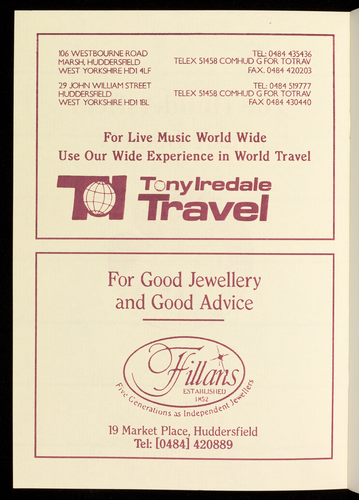 106 WESTBOURNE ROAD TEL: 0484 435436
MARSH, HUDDERSFIELD TELEX 51458 COMHUD G FOR TOTRAV
WEST YORKSHIRE HD1 4LF FAX. 0484 420203
29 JOHN WILLIAM STREET TEL: 0484 519777
HUDDERSFIELD TELEX 51458 COMHUD G FOR TOTRAV
WEST YORKSHIRE HD1 1BL FAX 0484 430440
For Live Music World Wide
Use Our Wide Experience in World Travel
TI Tony Iredale
Travel
For Good Jewellery
and Good Advice
Fillans
ESTABLISHED
1852
Five Generations as Independent Jewellers
19 Market Place, Huddersfield
Tel: [0484] 420889